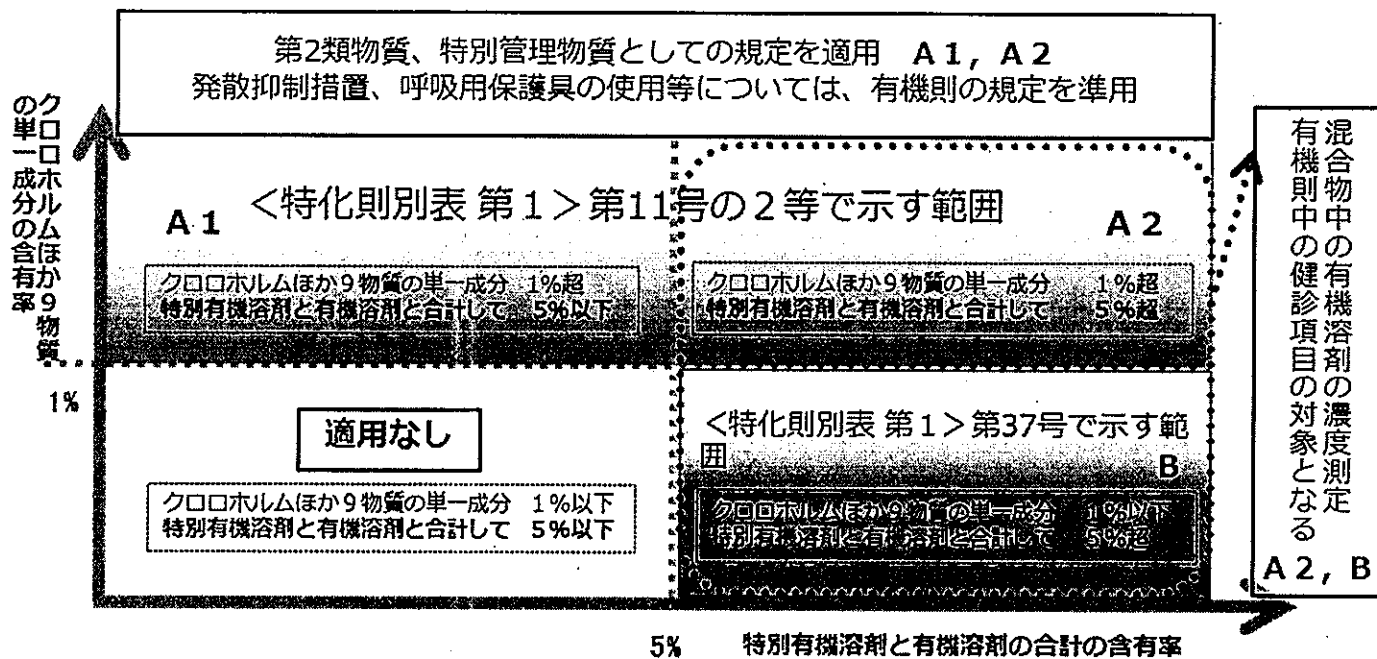 第2類物質、特別管理物質としての規定を適用　A1, A2
発散抑制措置、呼吸用保護具の使用等については、有機則の規定を準用
クロロホルムほか9物質
の単一成分の含有率
<特化則別表 第1>第11号の2等で示す範囲
A1
A2
クロロホルムほか9物質の単一成分　1%超
特別有機溶剤と有機溶剤と合計して　5%以下
クロロホルムほか9物質の単一成分　1%超
特別有機溶剤と有機溶剤と合計して　5%超
1%
適用なし
クロロホルムほか9物質の単一成分　1%以下
特別有機溶剤と有機溶剤と合計して　5%以下
<特化則別表 第1>第37号で示す範
囲
B
クロロホルムほか9物質の単一成分　1%以下
特別有機溶剤と有機溶剤と合計して　5%超
混合物中の有機溶剤の濃度測定
有機則中の健診項目の対象となる
A2, B
5%
特別有機溶剤と有機溶剤の合計の含有率